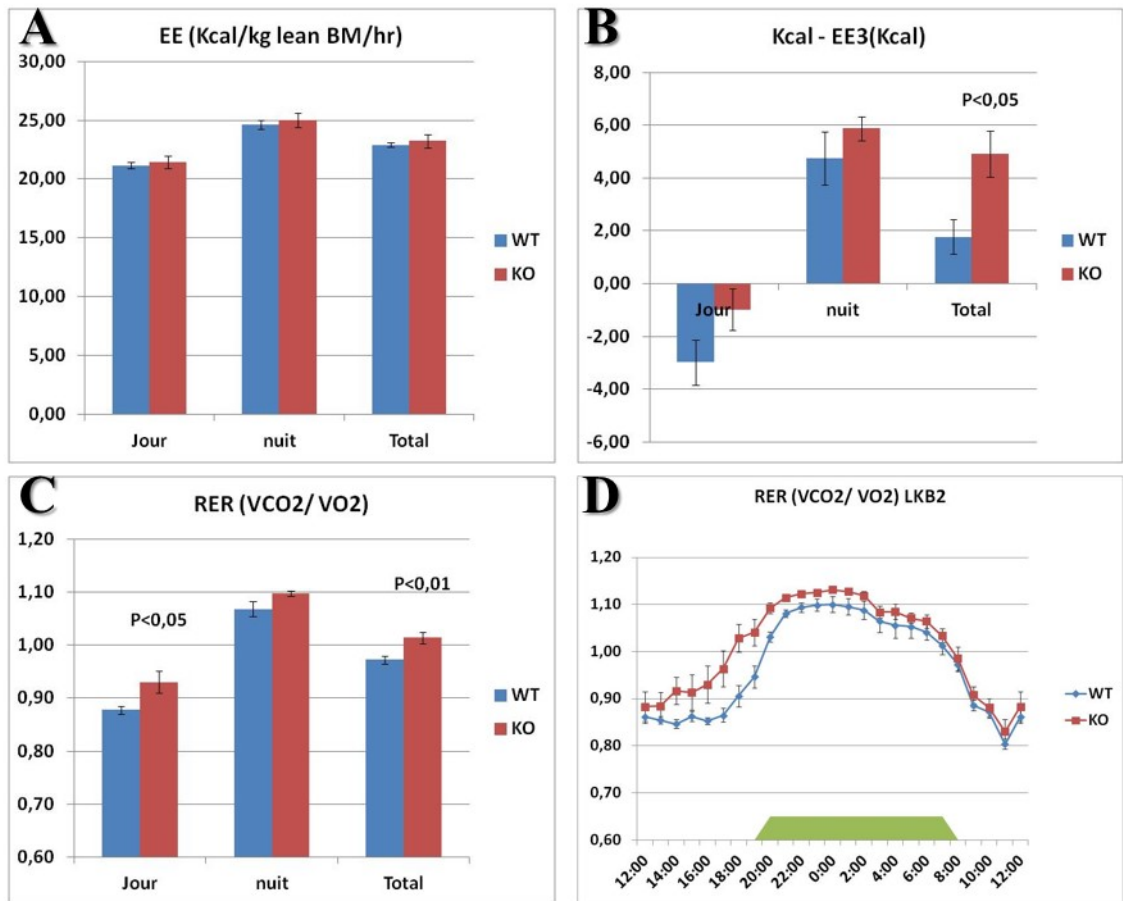 A
EE (Kcal/kg lean BM/hr)
30,00
25,00
20,00
15,00
10,00
5,00
0,00
Jour
nuit
Total
WT
KO
B
Kcal - EE3(Kcal)
8,00
6,00
4,00
2,00
0,00
-2,00
-4,00
-6,00
P<0,05
Jour
nuit
Total
WT
KO
C
RER (VCO2/ VO2)
1,20
1,10
1,00
0,90
0,80
0,70
0,60
P<0,05
P<0,01
Jour
nuit
Total
WT
KO
D
RER (VCO2/ VO2) LKB2
1,20
1,10
1,00
0,90
0,80
0,70
0,60
12:00
14:00
16:00
18:00
20:00
22:00
0:00
2:00
4:00
6:00
8:00
10:00
12:00
WT
KO